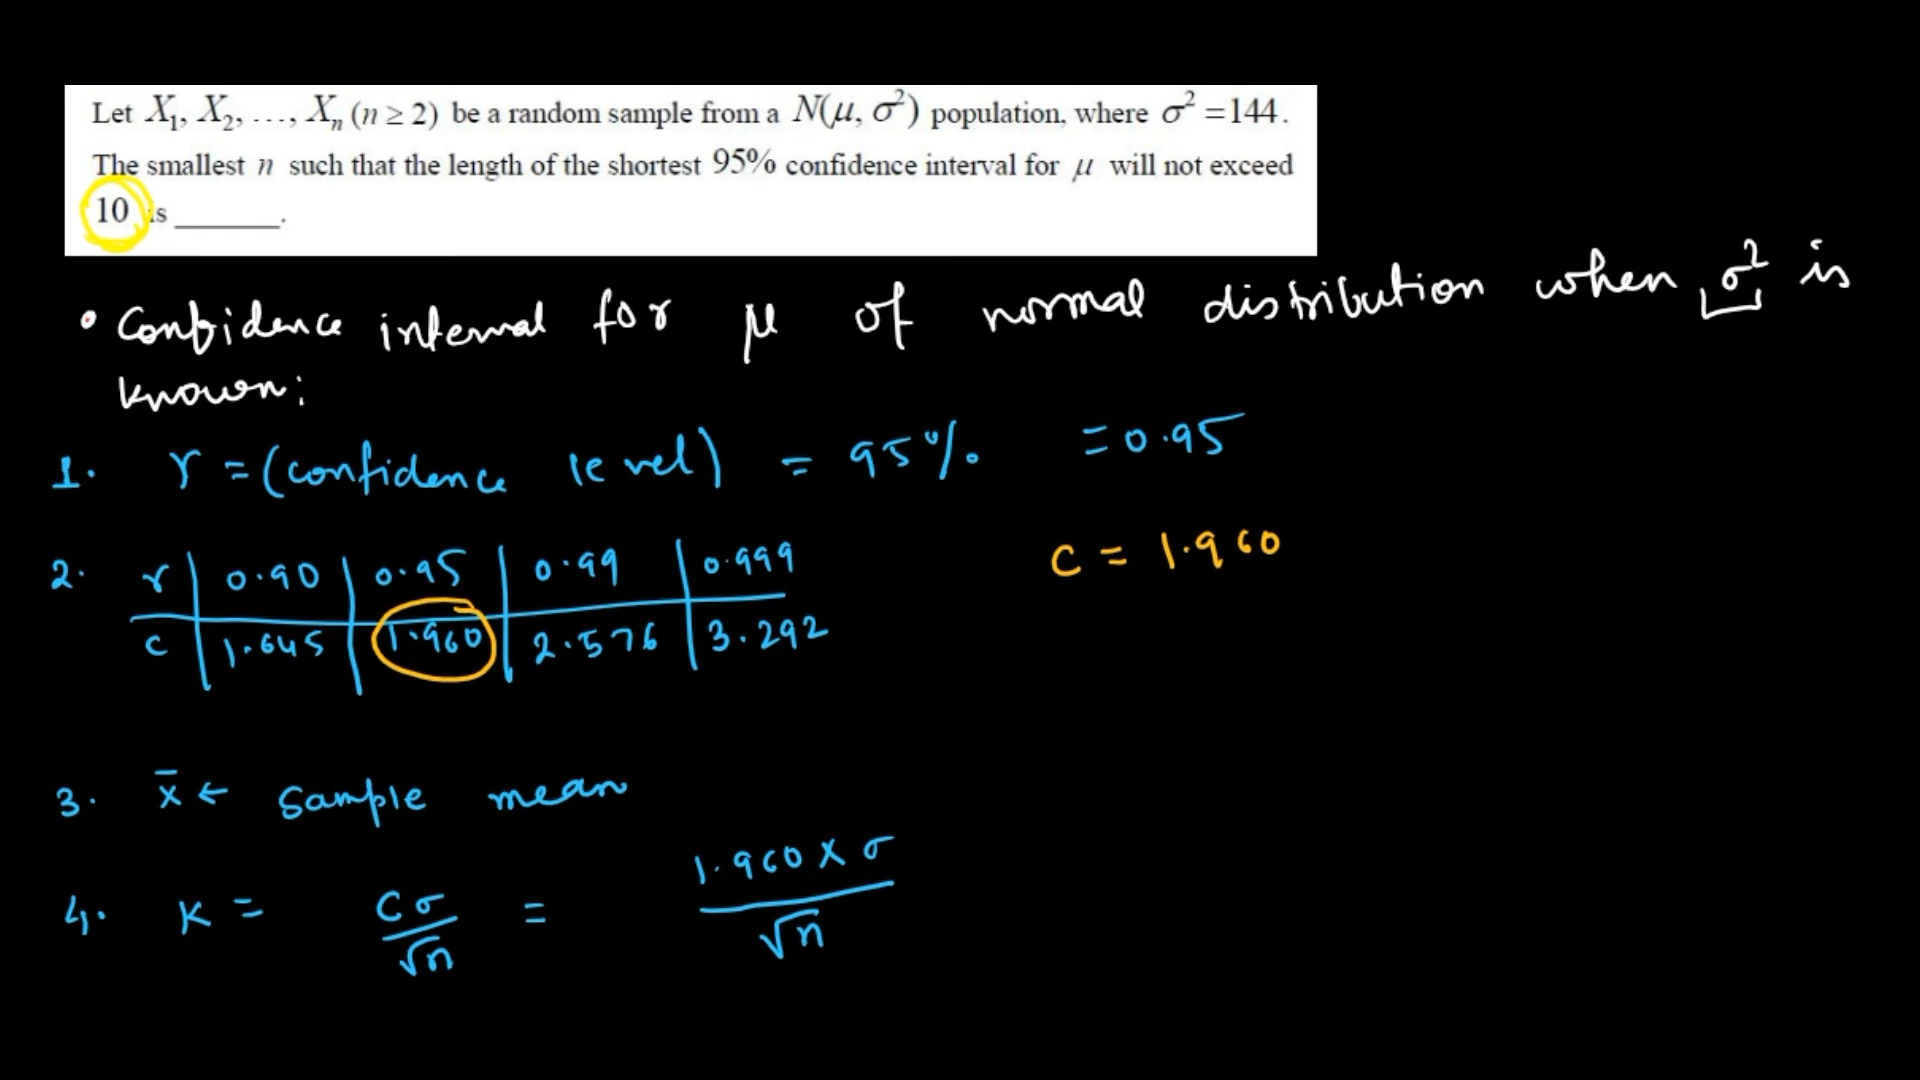 Let X₁, X₂, ..., Xₙ (n ≥ 2) be a random sample from a N(μ, σ²) population, where σ² = 144.
The smallest n such that the length of the shortest 95% confidence interval for μ will not exceed
10 is ________.
• Confidence interval for μ of normal distribution when σ² is
known:
1. γ = (confidence level) = 95% = 0.95
2. γ | 0.90 | 0.95 | 0.99 | 0.999
c | 1.645 | 1.960 | 2.576 | 3.292
c = 1.960
3. x̄ ← sample mean
4. K = cσ/√n = 1.960 × σ/√n